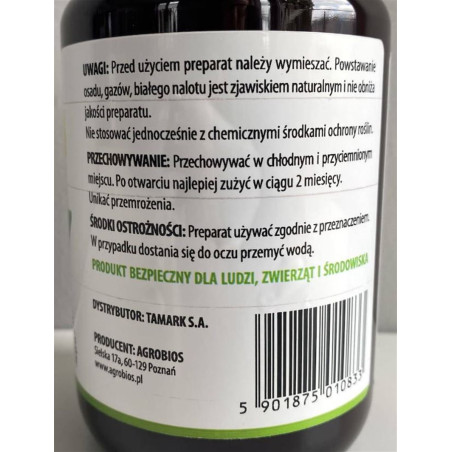 UWAGI: Przed użyciem preparat należy wymieszać. Powstawanie
osadu, gazów, białego nalotu jest zjawiskiem naturalnym i nie obniża
jakości preparatu.
Nie stosować jednocześnie z chemicznymi środkami ochrony roślin.
PRZECHOWYWANIE: Przechowywać w chłodnym i przyciemnionym
miejscu. Po otwarciu najlepiej zużyć w ciągu 2 miesięcy.
Unikać przemrożenia.
ŚRODKI OSTROŻNOŚCI: Preparat używać zgodnie z przeznaczeniem.
W przypadku dostania się do oczu przemyć wodą.
PRODUKT BEZPIECZNY DLA LUDZI, ZWIERZĄT I ŚRODOWISKA
DYSTRYBUTOR: TAMARK S.A.
PRODUCENT: AGROBIOS
Sielska 17a, 60-129 Poznań
www.agrobios.pl
5 901875 010833